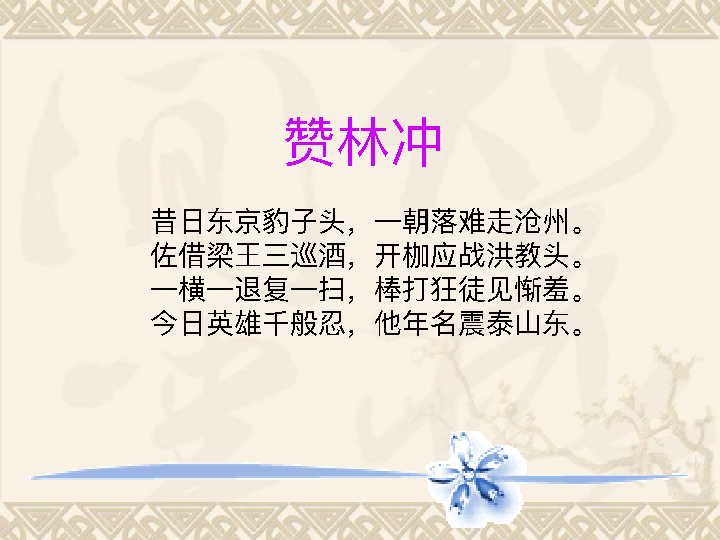 赞林冲
昔日东京豹子头，一朝落难走沧州。
佐借梁王三巡酒，开枷应战洪教头。
一横一退复一扫，棒打狂徒见惭羞。
今日英雄千般忍，他年名震泰山东。